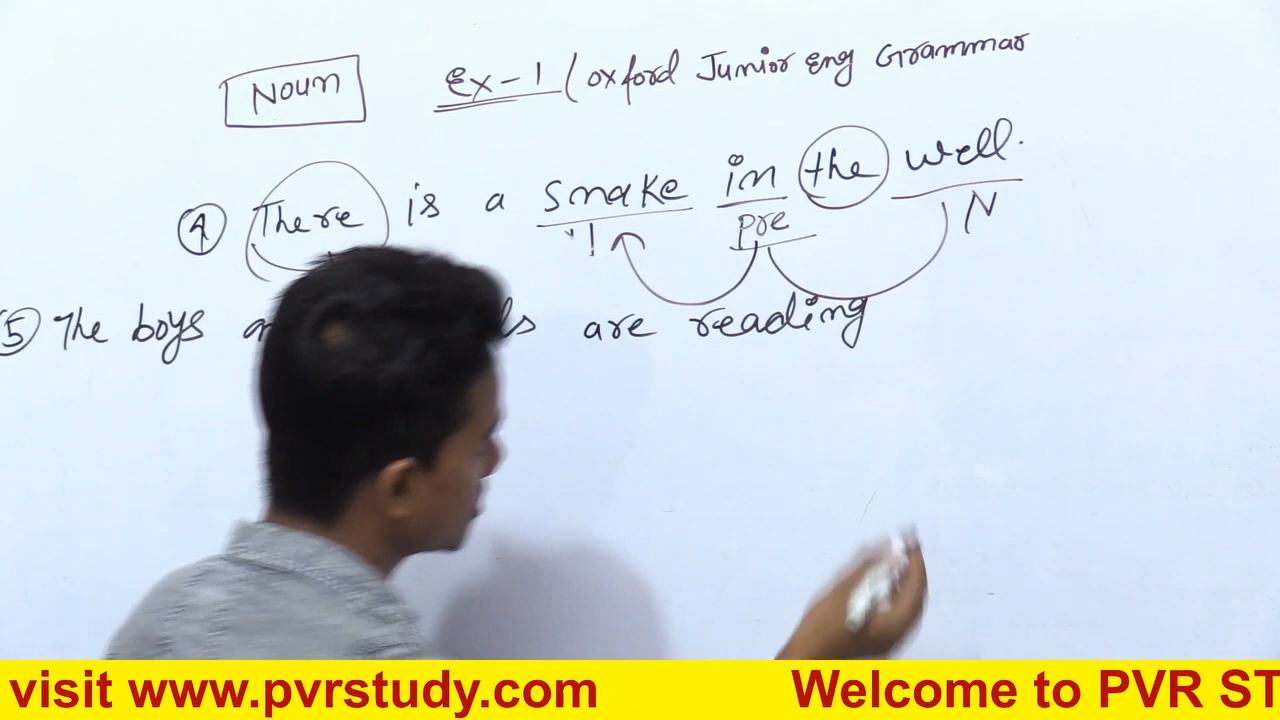 Noun Ex-1 (Oxford Junior Eng Grammar
4 There is a snake in the well.
pre N
5 The boys are reading
visit www.pvrstudy.com Welcome to PVR ST